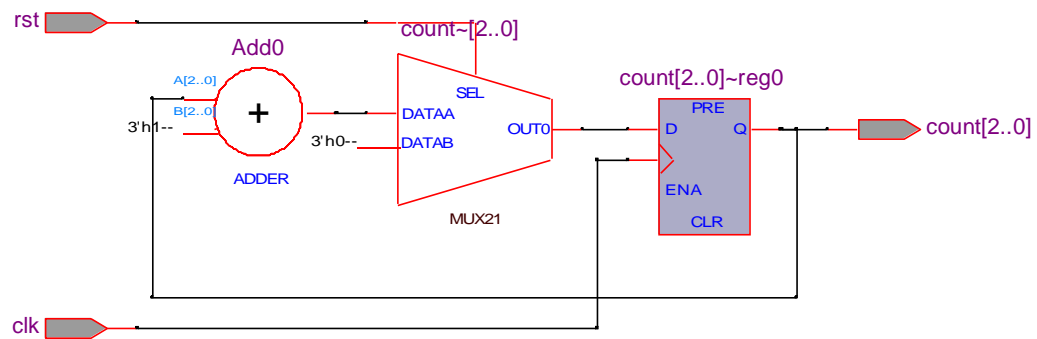 rst
count~[2..0]
Add0
A[2..0]
B[2..0]
3'h1--
+
ADDER
SEL
DATAA
3'h0--
DATAB
OUT0
MUX21
count[2..0]~reg0
PRE
D
Q
ENA
CLR
count[2..0]
clk